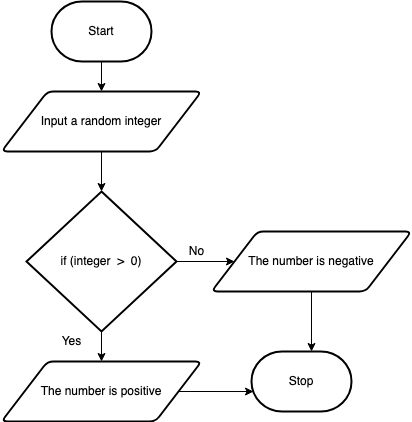 Start
Input a random integer
if (integer > 0)
No
The number is negative
Yes
The number is positive
Stop